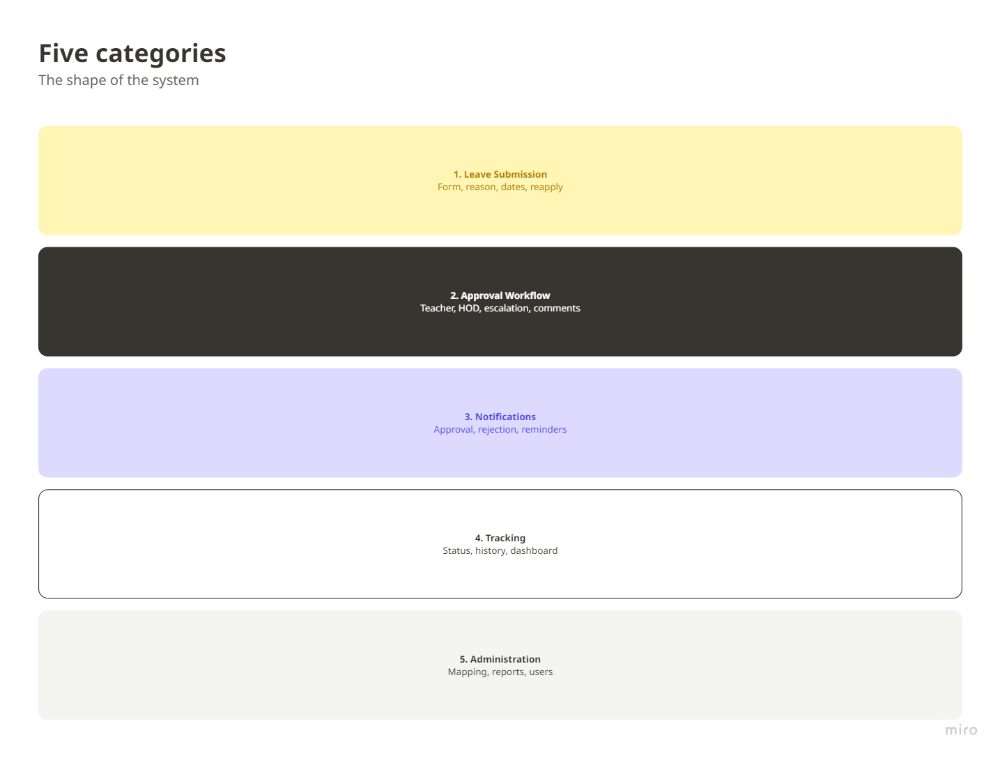 Five categories
The shape of the system
1. Leave Submission
Form, reason, dates, reapply
2. Approval Workflow
Teacher, HOD, escalation, comments
3. Notifications
Approval, rejection, reminders
4. Tracking
Status, history, dashboard
5. Administration
Mapping, reports, users
miro